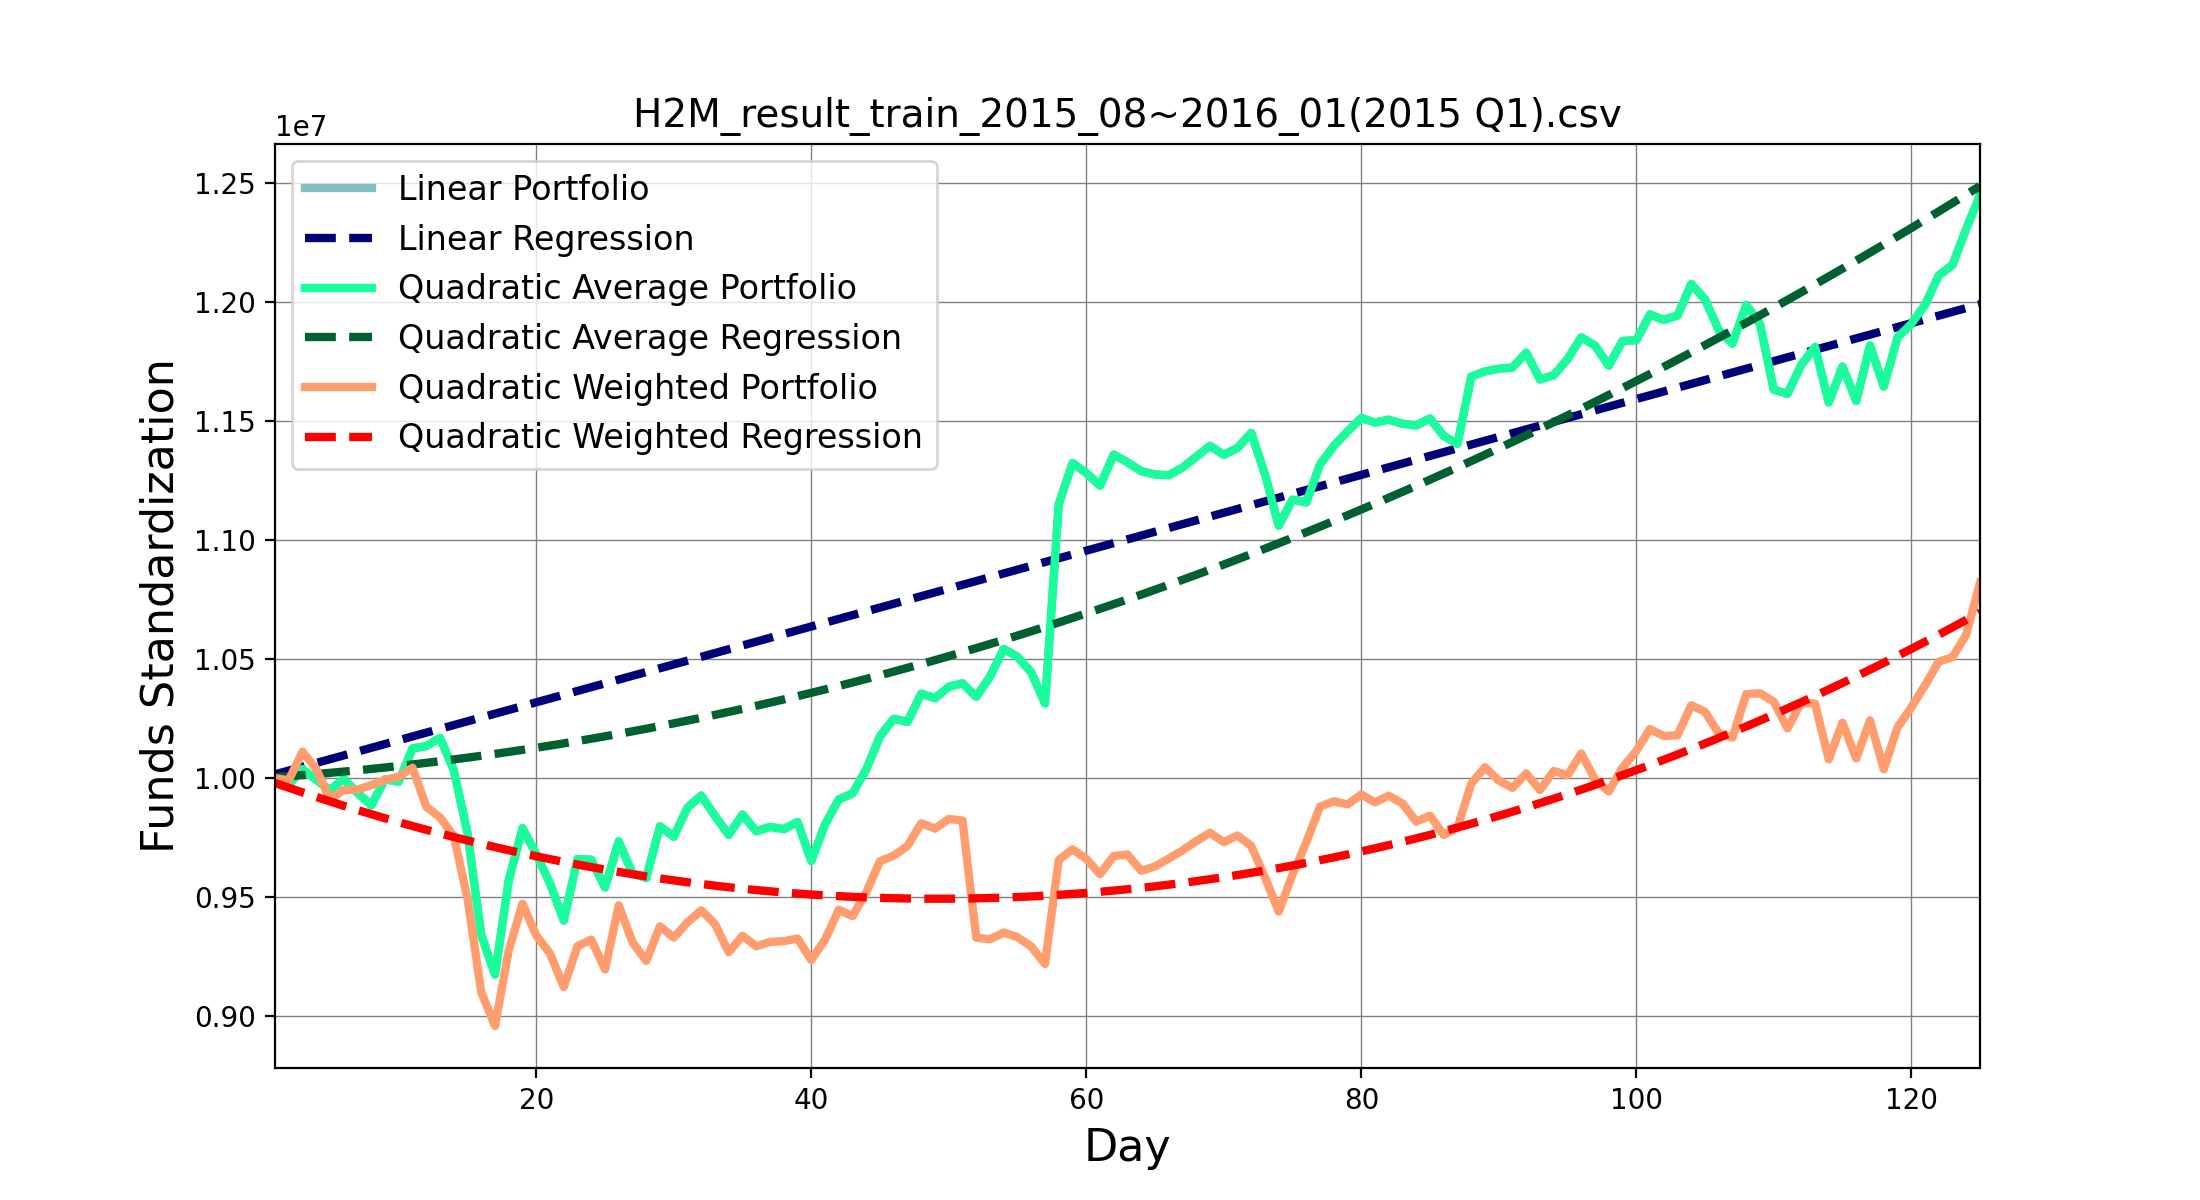 H2M_result_train_2015_08~2016_01(2015 Q1).csv
1e7
1.25
1.20
1.15
1.10
1.05
1.00
0.95
0.90
Funds Standardization
Linear Portfolio
Linear Regression
Quadratic Average Portfolio
Quadratic Average Regression
Quadratic Weighted Portfolio
Quadratic Weighted Regression
20 40 60 80 100 120
Day